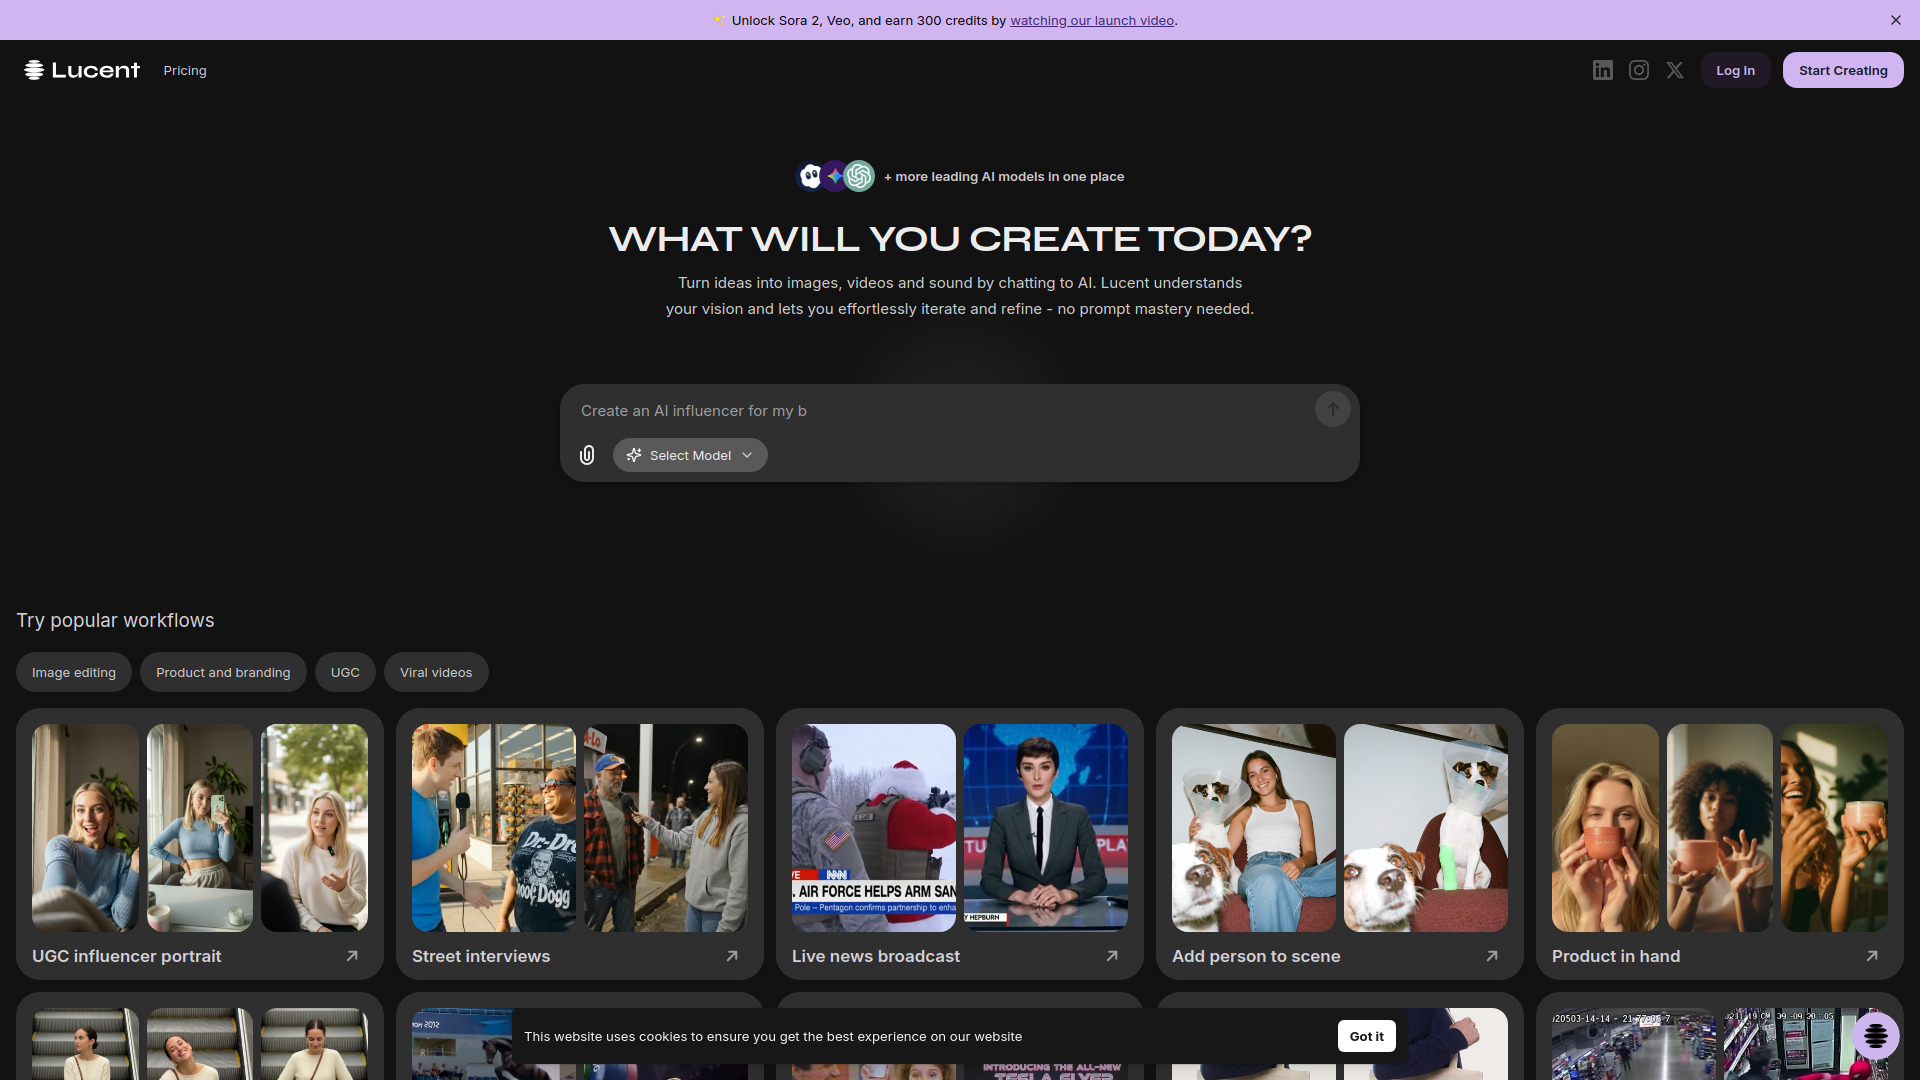 Unlock Sora 2, Veo, and earn 300 credits by watching our launch video.
Lucent
Pricing
Log In
Start Creating
+ more leading AI models in one place
WHAT WILL YOU CREATE TODAY?
Turn ideas into images, videos and sound by chatting to AI. Lucent understands
your vision and lets you effortlessly iterate and refine - no prompt mastery needed.
Create an AI influencer for my b
Select Model
Try popular workflows
Image editing
Product and branding
UGC
Viral videos
VE NNN
. AIR FORCE HELPS ARM SAN
Pole – Pentagon confirms partnership to enha
Y HEPBURN
UGC influencer portrait
Street interviews
Live news broadcast
Add person to scene
Product in hand
This website uses cookies to ensure you get the best experience on our website
Got it
INTRODUCING THE ALL-NEW